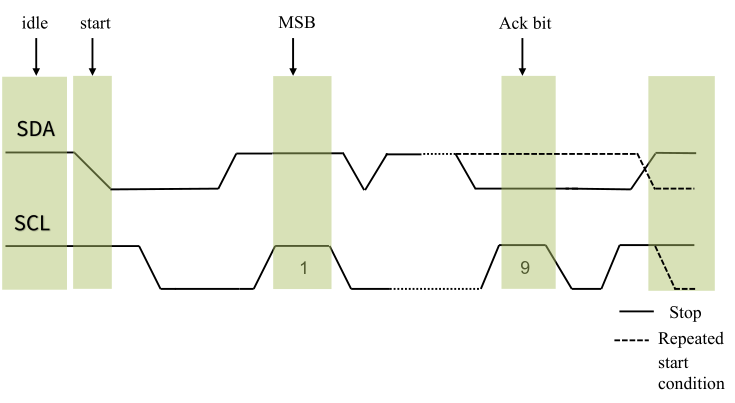 idle
start
MSB
Ack bit
SDA
SCL
1
9
Stop
Repeated
start
condition